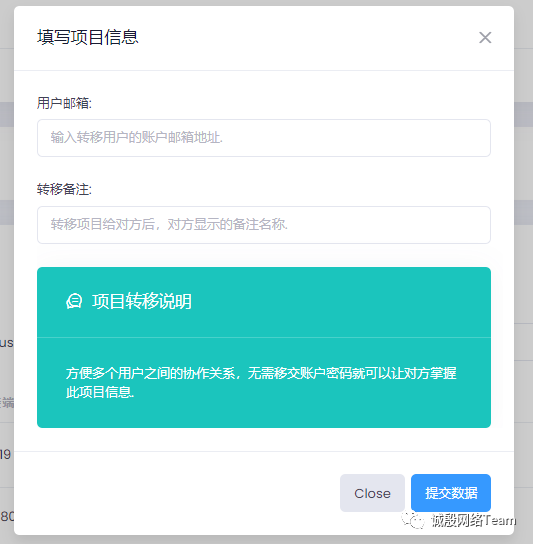 填写项目信息
用户邮箱:
输入转移用户的账户邮箱地址.
转移备注:
转移项目给对方后，对方显示的备注名称.
项目转移说明
us
方便多个用户之间的协作关系，无需移交账户密码就可以让对方掌握
此项目信息.
端
19
Close
提交数据
80
诚殷网络Team